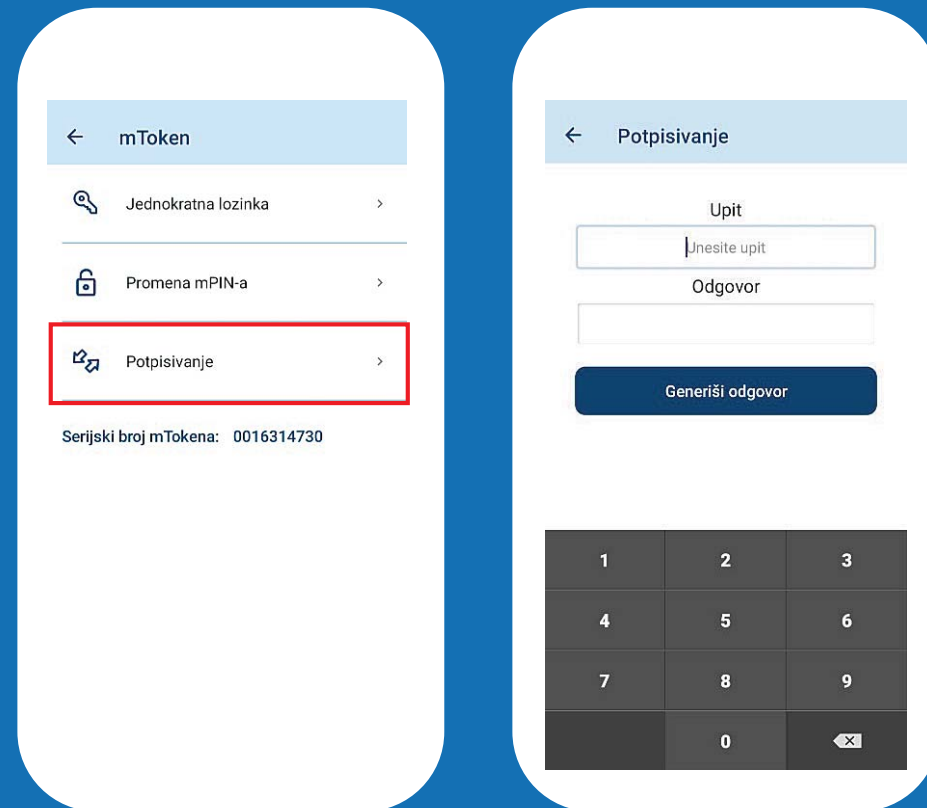 mToken
Jednokratna lozinka
Promena mPIN-a
Potpisivanje
Serijski broj mTokena: 0016314730
Potpisivanje
Upit
Unesite upit
Odgovor
Generiši odgovor
1 2 3
4 5 6
7 8 9
0